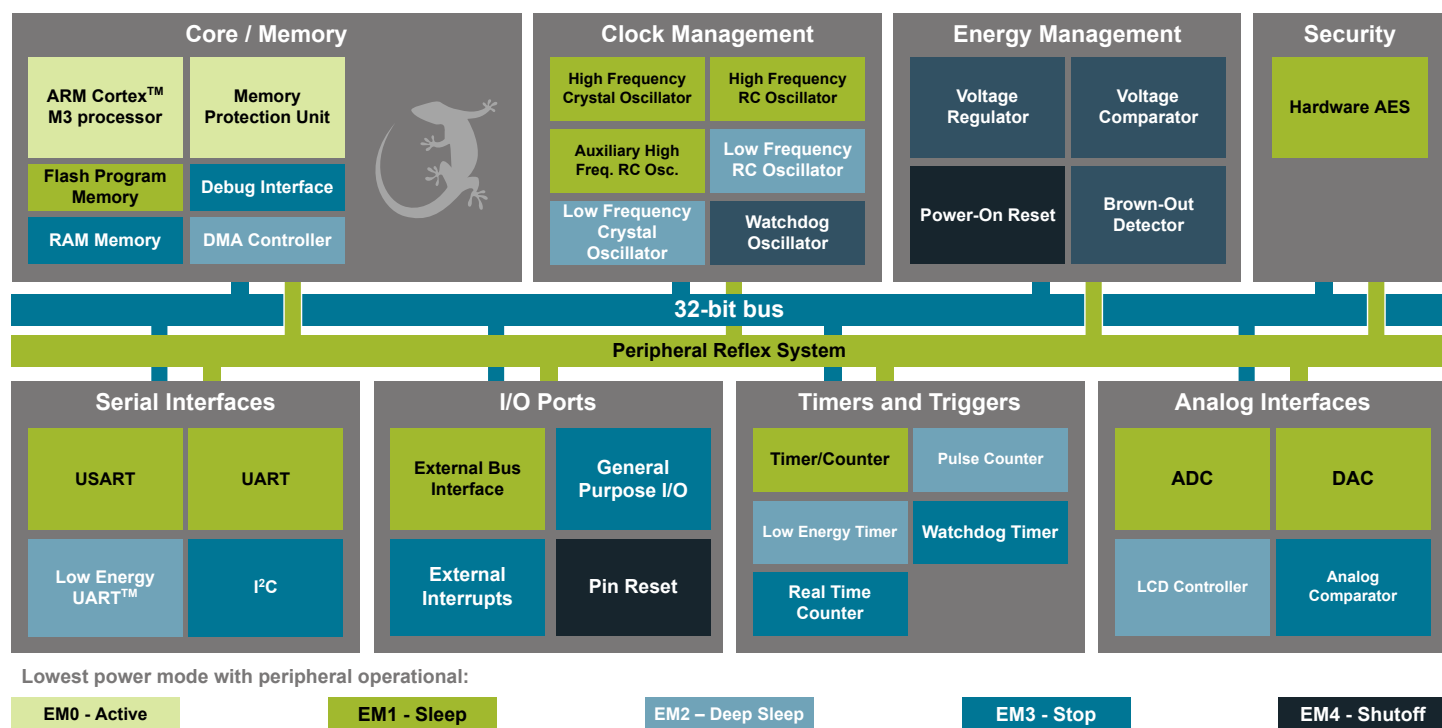 Core / Memory
ARM Cortex™
M3 processor
Memory
Protection Unit
Flash Program
Memory
Debug Interface
RAM Memory
DMA Controller
Clock Management
High Frequency
Crystal Oscillator
High Frequency
RC Oscillator
Auxiliary High
Freq. RC Osc.
Low Frequency
RC Oscillator
Low Frequency
Crystal
Oscillator
Watchdog
Oscillator
Energy Management
Voltage
Regulator
Voltage
Comparator
Power-On Reset
Brown-Out
Detector
Security
Hardware AES
32-bit bus
Peripheral Reflex System
Serial Interfaces
USART
UART
Low Energy
UART™
I²C
I/O Ports
External Bus
Interface
General
Purpose I/O
External
Interrupts
Pin Reset
Timers and Triggers
Timer/Counter
Pulse Counter
Low Energy Timer
Watchdog Timer
Real Time
Counter
Analog Interfaces
ADC
DAC
LCD Controller
Analog
Comparator
Lowest power mode with peripheral operational:
EM0 - Active
EM1 - Sleep
EM2 – Deep Sleep
EM3 - Stop
EM4 - Shutoff